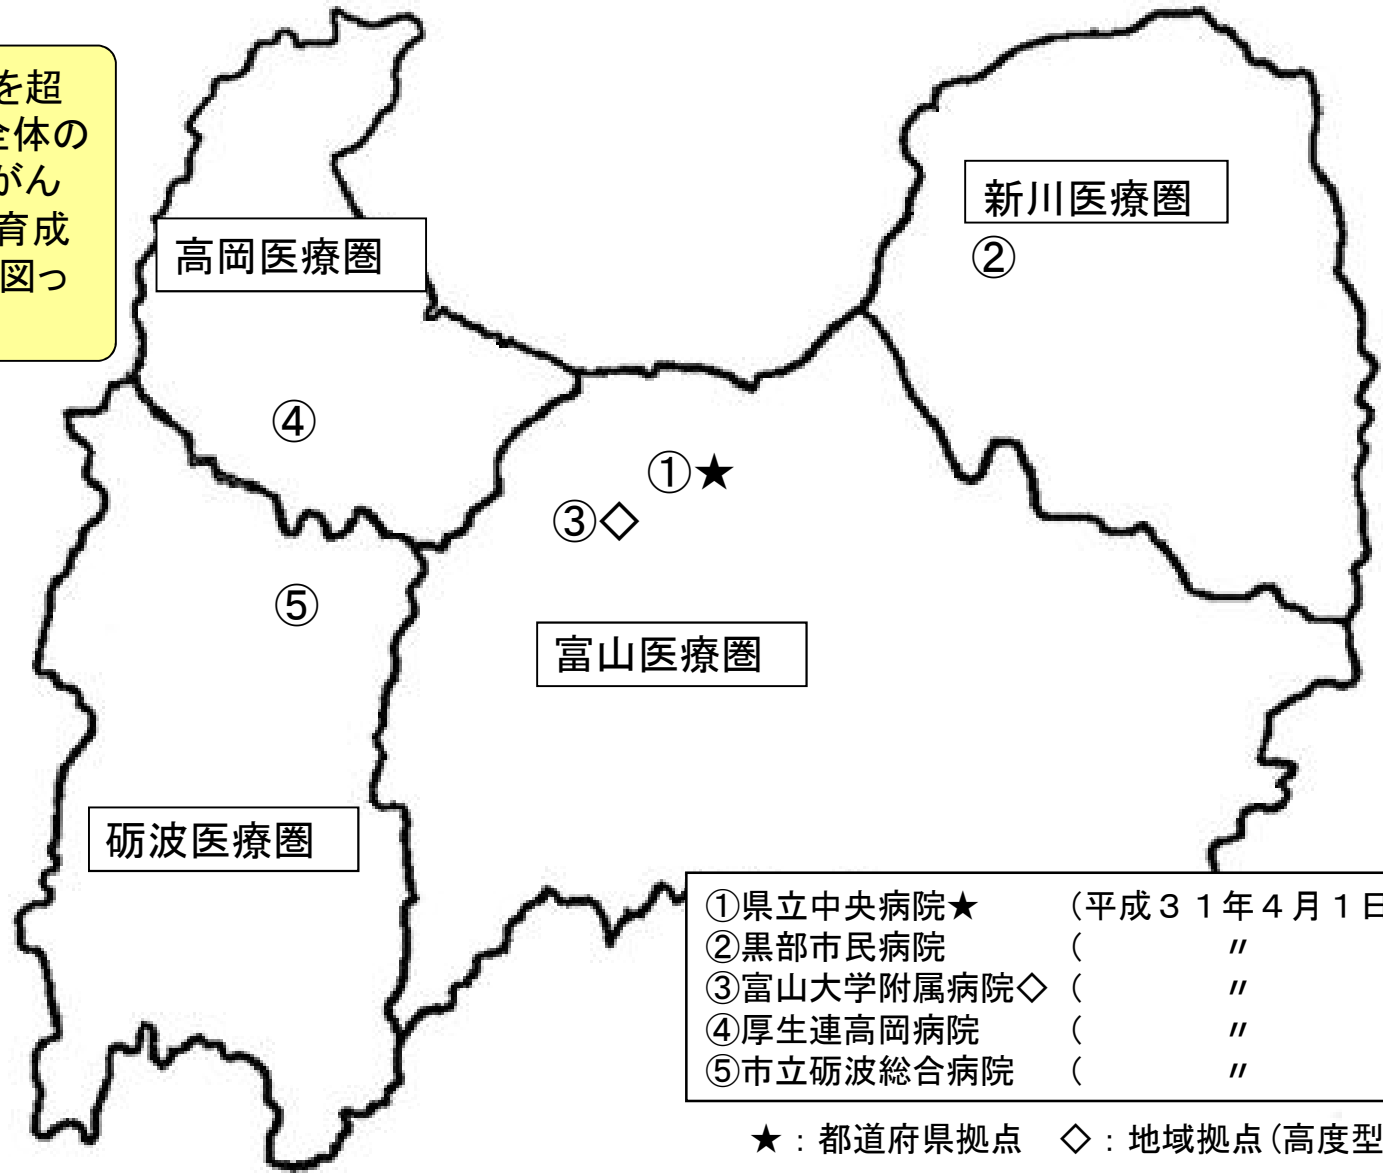 を超
全体の
がん
育成
図っ
高岡医療圏
新川医療圏
②
④
①★
③◇
⑤
富山医療圏
砺波医療圏
①県立中央病院★ （平成３１年４月１日
②黒部市民病院 （ 〃
③富山大学附属病院◇ （ 〃
④厚生連高岡病院 （ 〃
⑤市立砺波総合病院 （ 〃
★：都道府県拠点 ◇：地域拠点（高度型